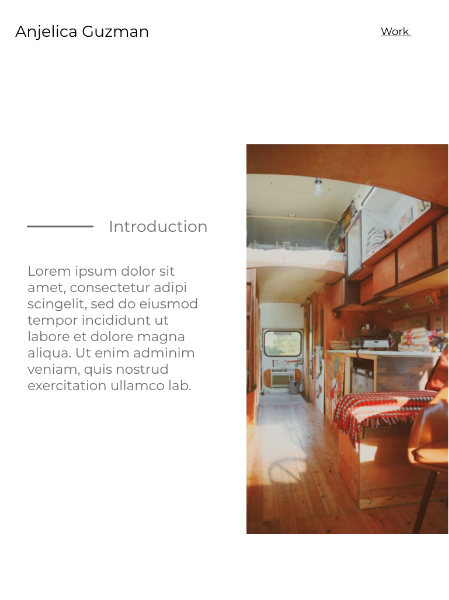 Anjelica Guzman
Work
Introduction
Lorem ipsum dolor sit
amet, consectetur adipi
scingelit, sed do eiusmod
tempor incididunt ut
labore et dolore magna
aliqua. Ut enim adminim
veniam, quis nostrud
exercitation ullamco lab.